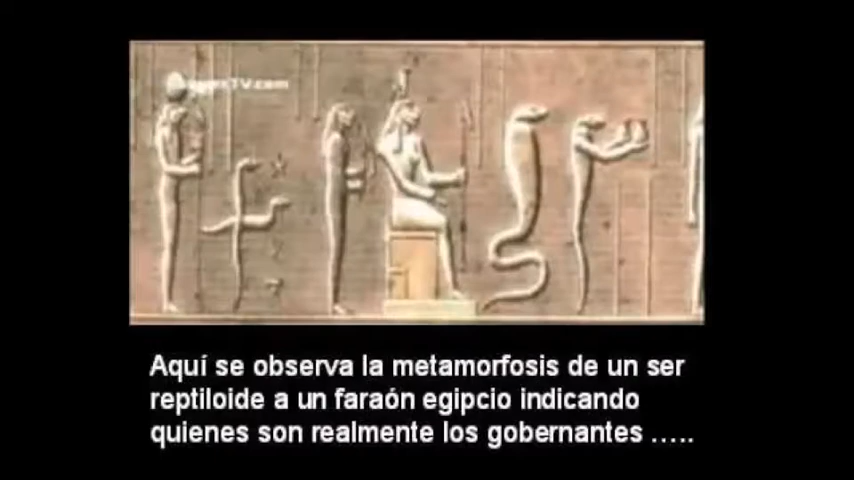 Aquí se observa la metamorfosis de un ser
reptiloide a un faraón egipcio indicando
quienes son realmente los gobernantes …..